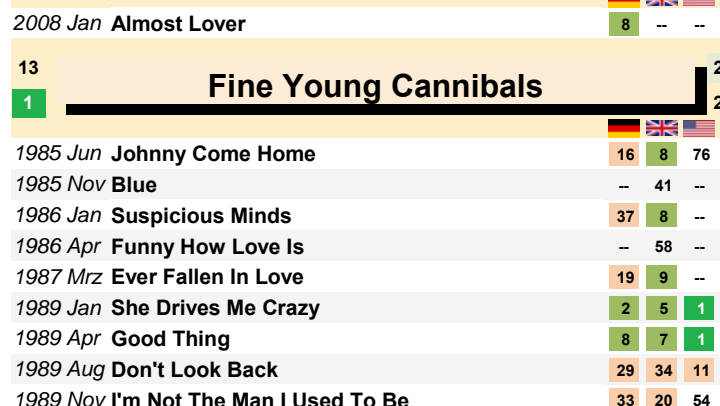 2008 Jan Almost Lover 8 -- --
13
Fine Young Cannibals
1
2
2
1985 Jun Johnny Come Home 16 8 76
1985 Nov Blue -- 41 --
1986 Jan Suspicious Minds 37 8 --
1986 Apr Funny How Love Is -- 58 --
1987 Mrz Ever Fallen In Love 19 9 --
1989 Jan She Drives Me Crazy 2 5 1
1989 Apr Good Thing 8 7 1
1989 Aug Don't Look Back 29 34 11
1989 Nov I'm Not The Man I Used To Be 33 20 54